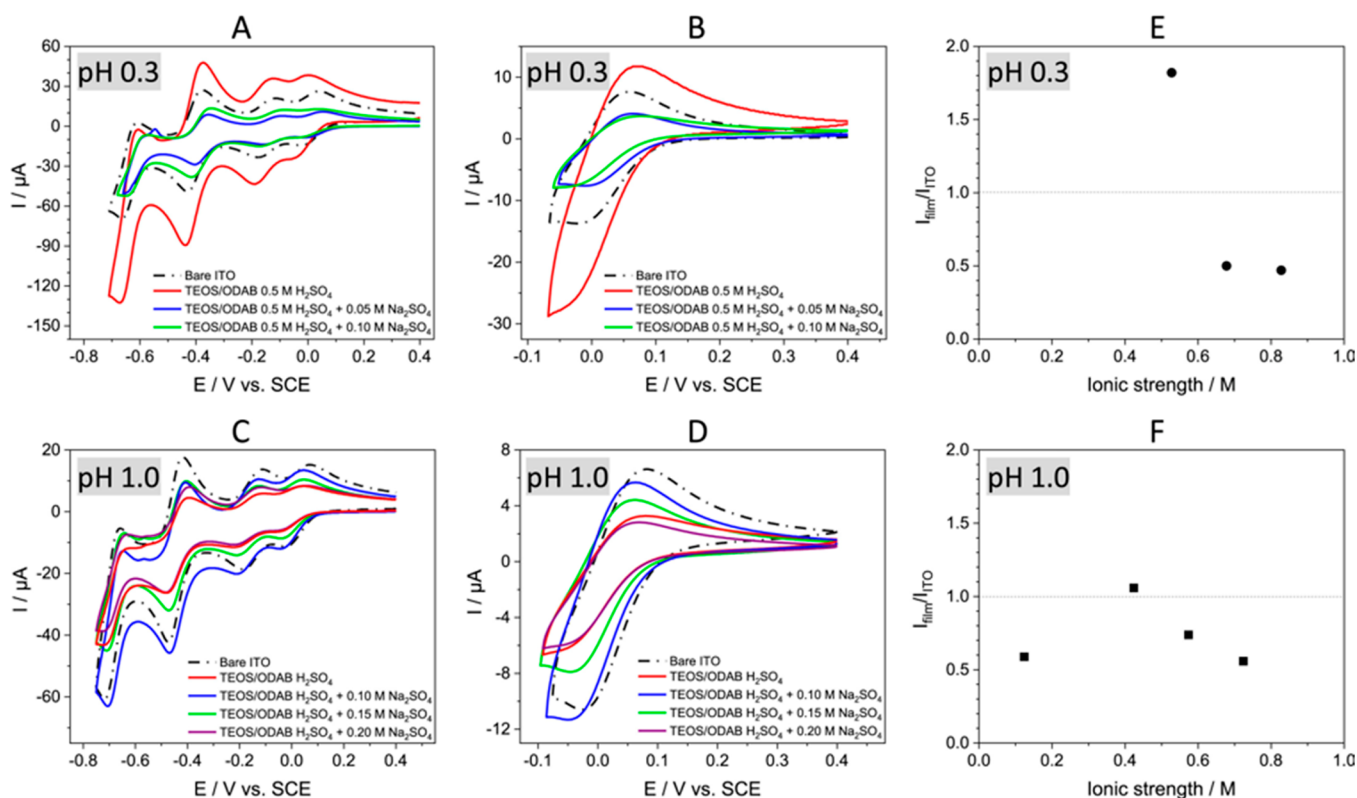 A
pH 0.3
60
30
0
-30
-60
-90
-120
-150
I / µA
-0.8
-0.6
-0.4
-0.2
0.0
0.2
0.4
E / V vs. SCE
Bare ITO
TEOS/ODAB 0.5 M H₂SO₄
TEOS/ODAB 0.5 M H₂SO₄ + 0.05 M Na₂SO₄
TEOS/ODAB 0.5 M H₂SO₄ + 0.10 M Na₂SO₄
B
pH 0.3
10
0
-10
-20
-30
I / µA
-0.1
0.0
0.1
0.2
0.3
0.4
E / V vs. SCE
Bare ITO
TEOS/ODAB 0.5 M H₂SO₄
TEOS/ODAB 0.5 M H₂SO₄ + 0.05 M Na₂SO₄
TEOS/ODAB 0.5 M H₂SO₄ + 0.10 M Na₂SO₄
E
pH 0.3
2.0
1.5
1.0
0.5
0.0
I_film/I_ITO
0.0
0.2
0.4
0.6
0.8
1.0
Ionic strength / M
C
pH 1.0
20
0
-20
-40
-60
I / µA
-0.8
-0.6
-0.4
-0.2
0.0
0.2
0.4
E / V vs. SCE
Bare ITO
TEOS/ODAB H₂SO₄
TEOS/ODAB H₂SO₄ + 0.10 M Na₂SO₄
TEOS/ODAB H₂SO₄ + 0.15 M Na₂SO₄
TEOS/ODAB H₂SO₄ + 0.20 M Na₂SO₄
D
pH 1.0
8
4
0
-4
-8
-12
I / µA
-0.1
0.0
0.1
0.2
0.3
0.4
E / V vs. SCE
Bare ITO
TEOS/ODAB H₂SO₄
TEOS/ODAB H₂SO₄ + 0.10 M Na₂SO₄
TEOS/ODAB H₂SO₄ + 0.15 M Na₂SO₄
TEOS/ODAB H₂SO₄ + 0.20 M Na₂SO₄
F
pH 1.0
2.0
1.5
1.0
0.5
0.0
I_film/I_ITO
0.0
0.2
0.4
0.6
0.8
1.0
Ionic strength / M